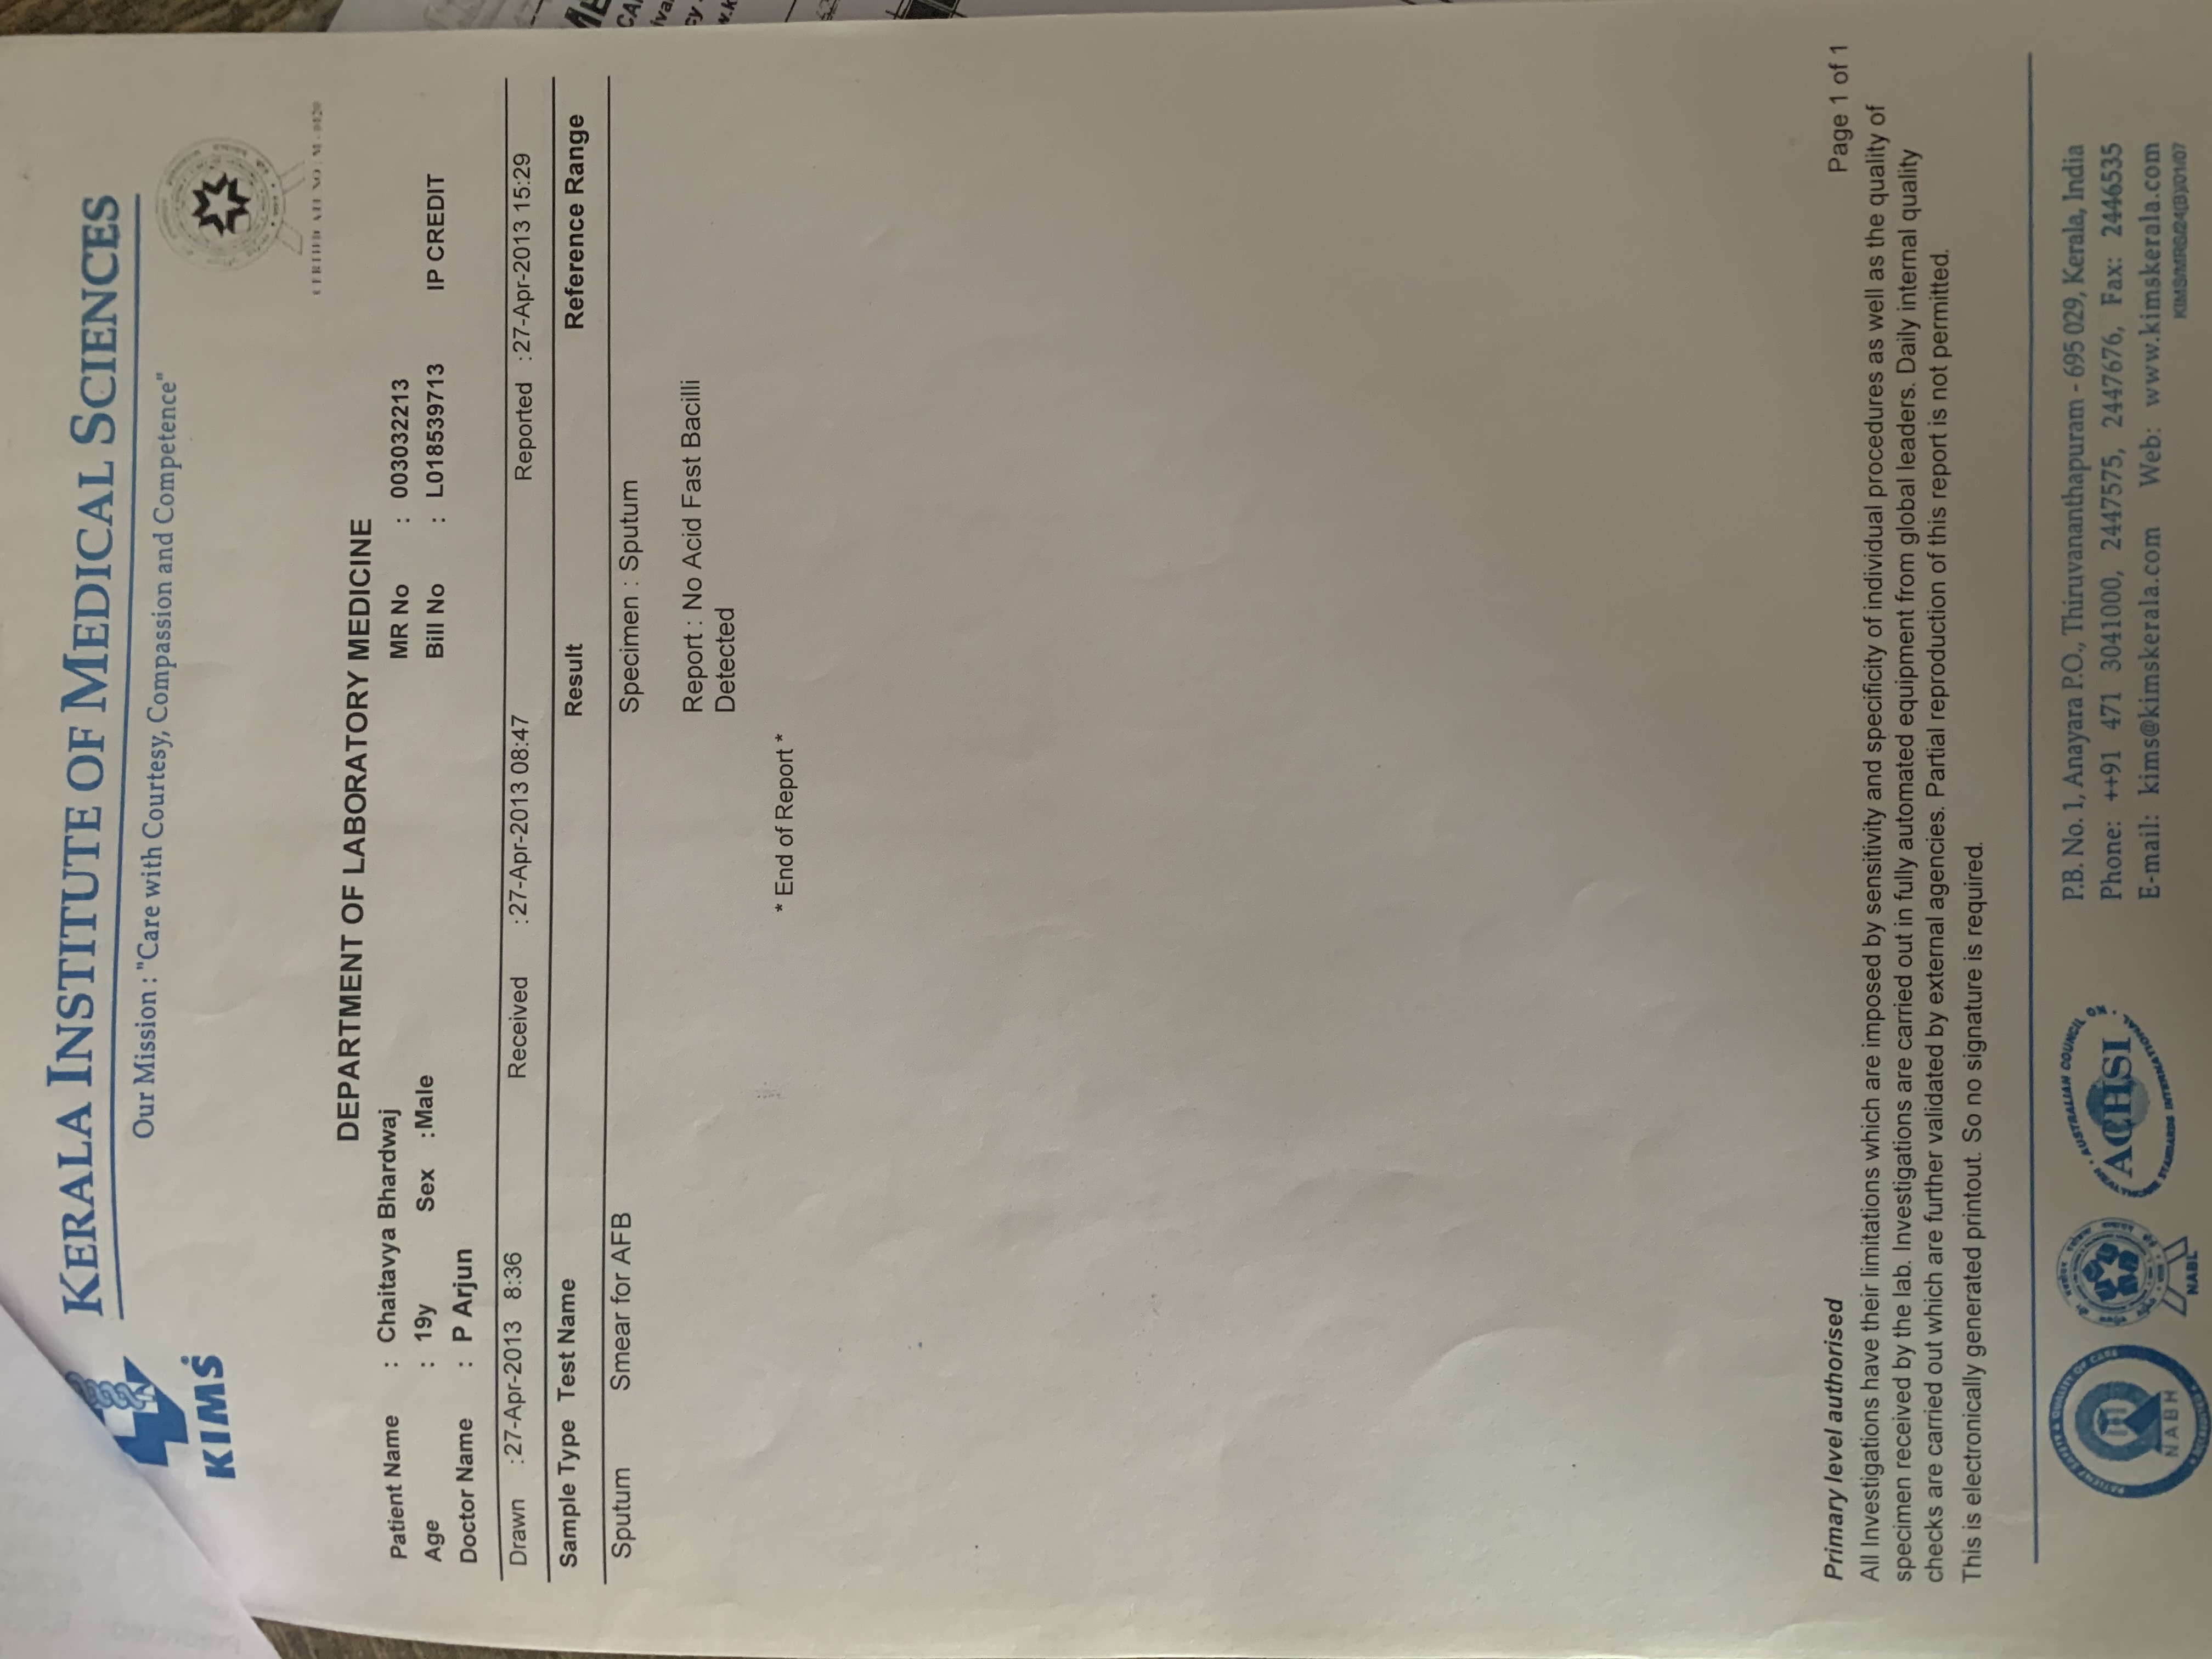 KERALA INSTITUTE OF MEDICAL SCIENCES
Our Mission : "Care with Courtesy, Compassion and Competence"
KIMS
CERTIFICATE NO : M - 0120
DEPARTMENT OF LABORATORY MEDICINE
Patient Name : Chaitavya Bhardwaj MR No : 003032213
Age : 19y Sex :Male Bill No : L018539713 IP CREDIT
Doctor Name : P Arjun
Drawn :27-Apr-2013 8:36 Received :27-Apr-2013 08:47 Reported :27-Apr-2013 15:29
Sample Type Test Name Result Reference Range
Sputum Smear for AFB Specimen : Sputum
Report : No Acid Fast Bacilli
Detected
* End of Report *
Primary level authorised Page 1 of 1
All Investigations have their limitations which are imposed by sensitivity and specificity of individual procedures as well as the quality of
specimen received by the lab. Investigations are carried out in fully automated equipment from global leaders. Daily internal quality
checks are carried out which are further validated by external agencies. Partial reproduction of this report is not permitted.
This is electronically generated printout. So no signature is required.
PATIENT SAFETY & QUALITY OF CARE
NABH
ACCREDITED
NABL
AUSTRALIAN COUNCIL ON
ACHSI
STANDARDS INTERNATIONAL
P.B. No. 1, Anayara P.O., Thiruvananthapuram - 695 029, Kerala, India
Phone: ++91 471 3041000, 2447575, 2447676, Fax: 2446535
E-mail: kims@kimskerala.com Web: www.kimskerala.com
KIMS/MRS/24(B)/01/07